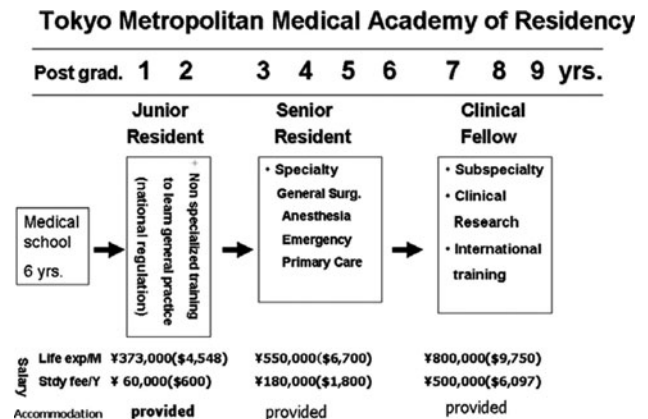 Tokyo Metropolitan Medical Academy of Residency
Post grad. 1 2 3 4 5 6 7 8 9 yrs.
Junior
Resident
Senior
Resident
Clinical
Fellow
Medical
school
6 yrs.
• Non specialized training
to learn general practice
(national regulation)
• Specialty
General Surg.
Anesthesia
Emergency
Primary Care
• Subspecialty
• Clinical
Research
• International
training
Salary
Life exp/M ¥373,000($4,548) ¥550,000($6,700) ¥800,000($9,750)
Stdy fee/Y ¥ 60,000($600) ¥180,000($1,800) ¥500,000($6,097)
Accommodation provided provided provided